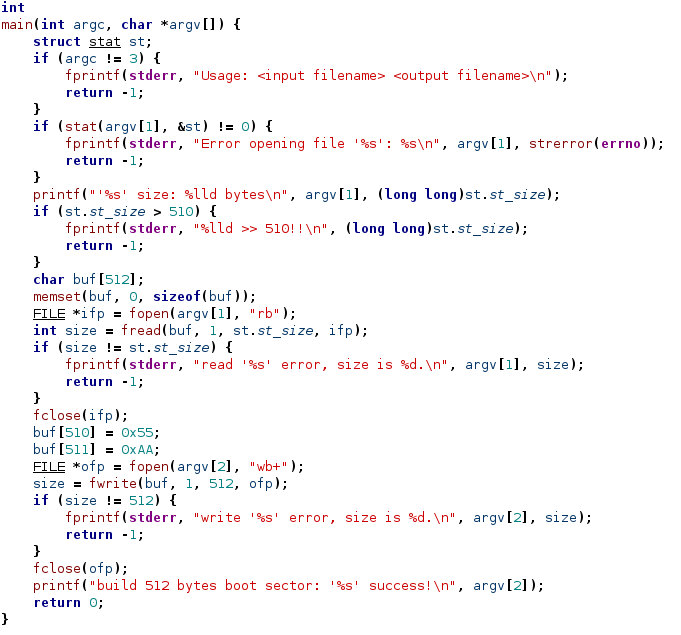 int
main(int argc, char *argv[]) {
    struct stat st;
    if (argc != 3) {
        fprintf(stderr, "Usage: <input filename> <output filename>\n");
        return -1;
    }
    if (stat(argv[1], &st) != 0) {
        fprintf(stderr, "Error opening file '%s': %s\n", argv[1], strerror(errno));
        return -1;
    }
    printf("'%s' size: %lld bytes\n", argv[1], (long long)st.st_size);
    if (st.st_size > 510) {
        fprintf(stderr, "%lld >> 510!!\n", (long long)st.st_size);
        return -1;
    }
    char buf[512];
    memset(buf, 0, sizeof(buf));
    FILE *ifp = fopen(argv[1], "rb");
    int size = fread(buf, 1, st.st_size, ifp);
    if (size != st.st_size) {
        fprintf(stderr, "read '%s' error, size is %d.\n", argv[1], size);
        return -1;
    }
    fclose(ifp);
    buf[510] = 0x55;
    buf[511] = 0xAA;
    FILE *ofp = fopen(argv[2], "wb+");
    size = fwrite(buf, 1, 512, ofp);
    if (size != 512) {
        fprintf(stderr, "write '%s' error, size is %d.\n", argv[2], size);
        return -1;
    }
    fclose(ofp);
    printf("build 512 bytes boot sector: '%s' success!\n", argv[2]);
    return 0;
}